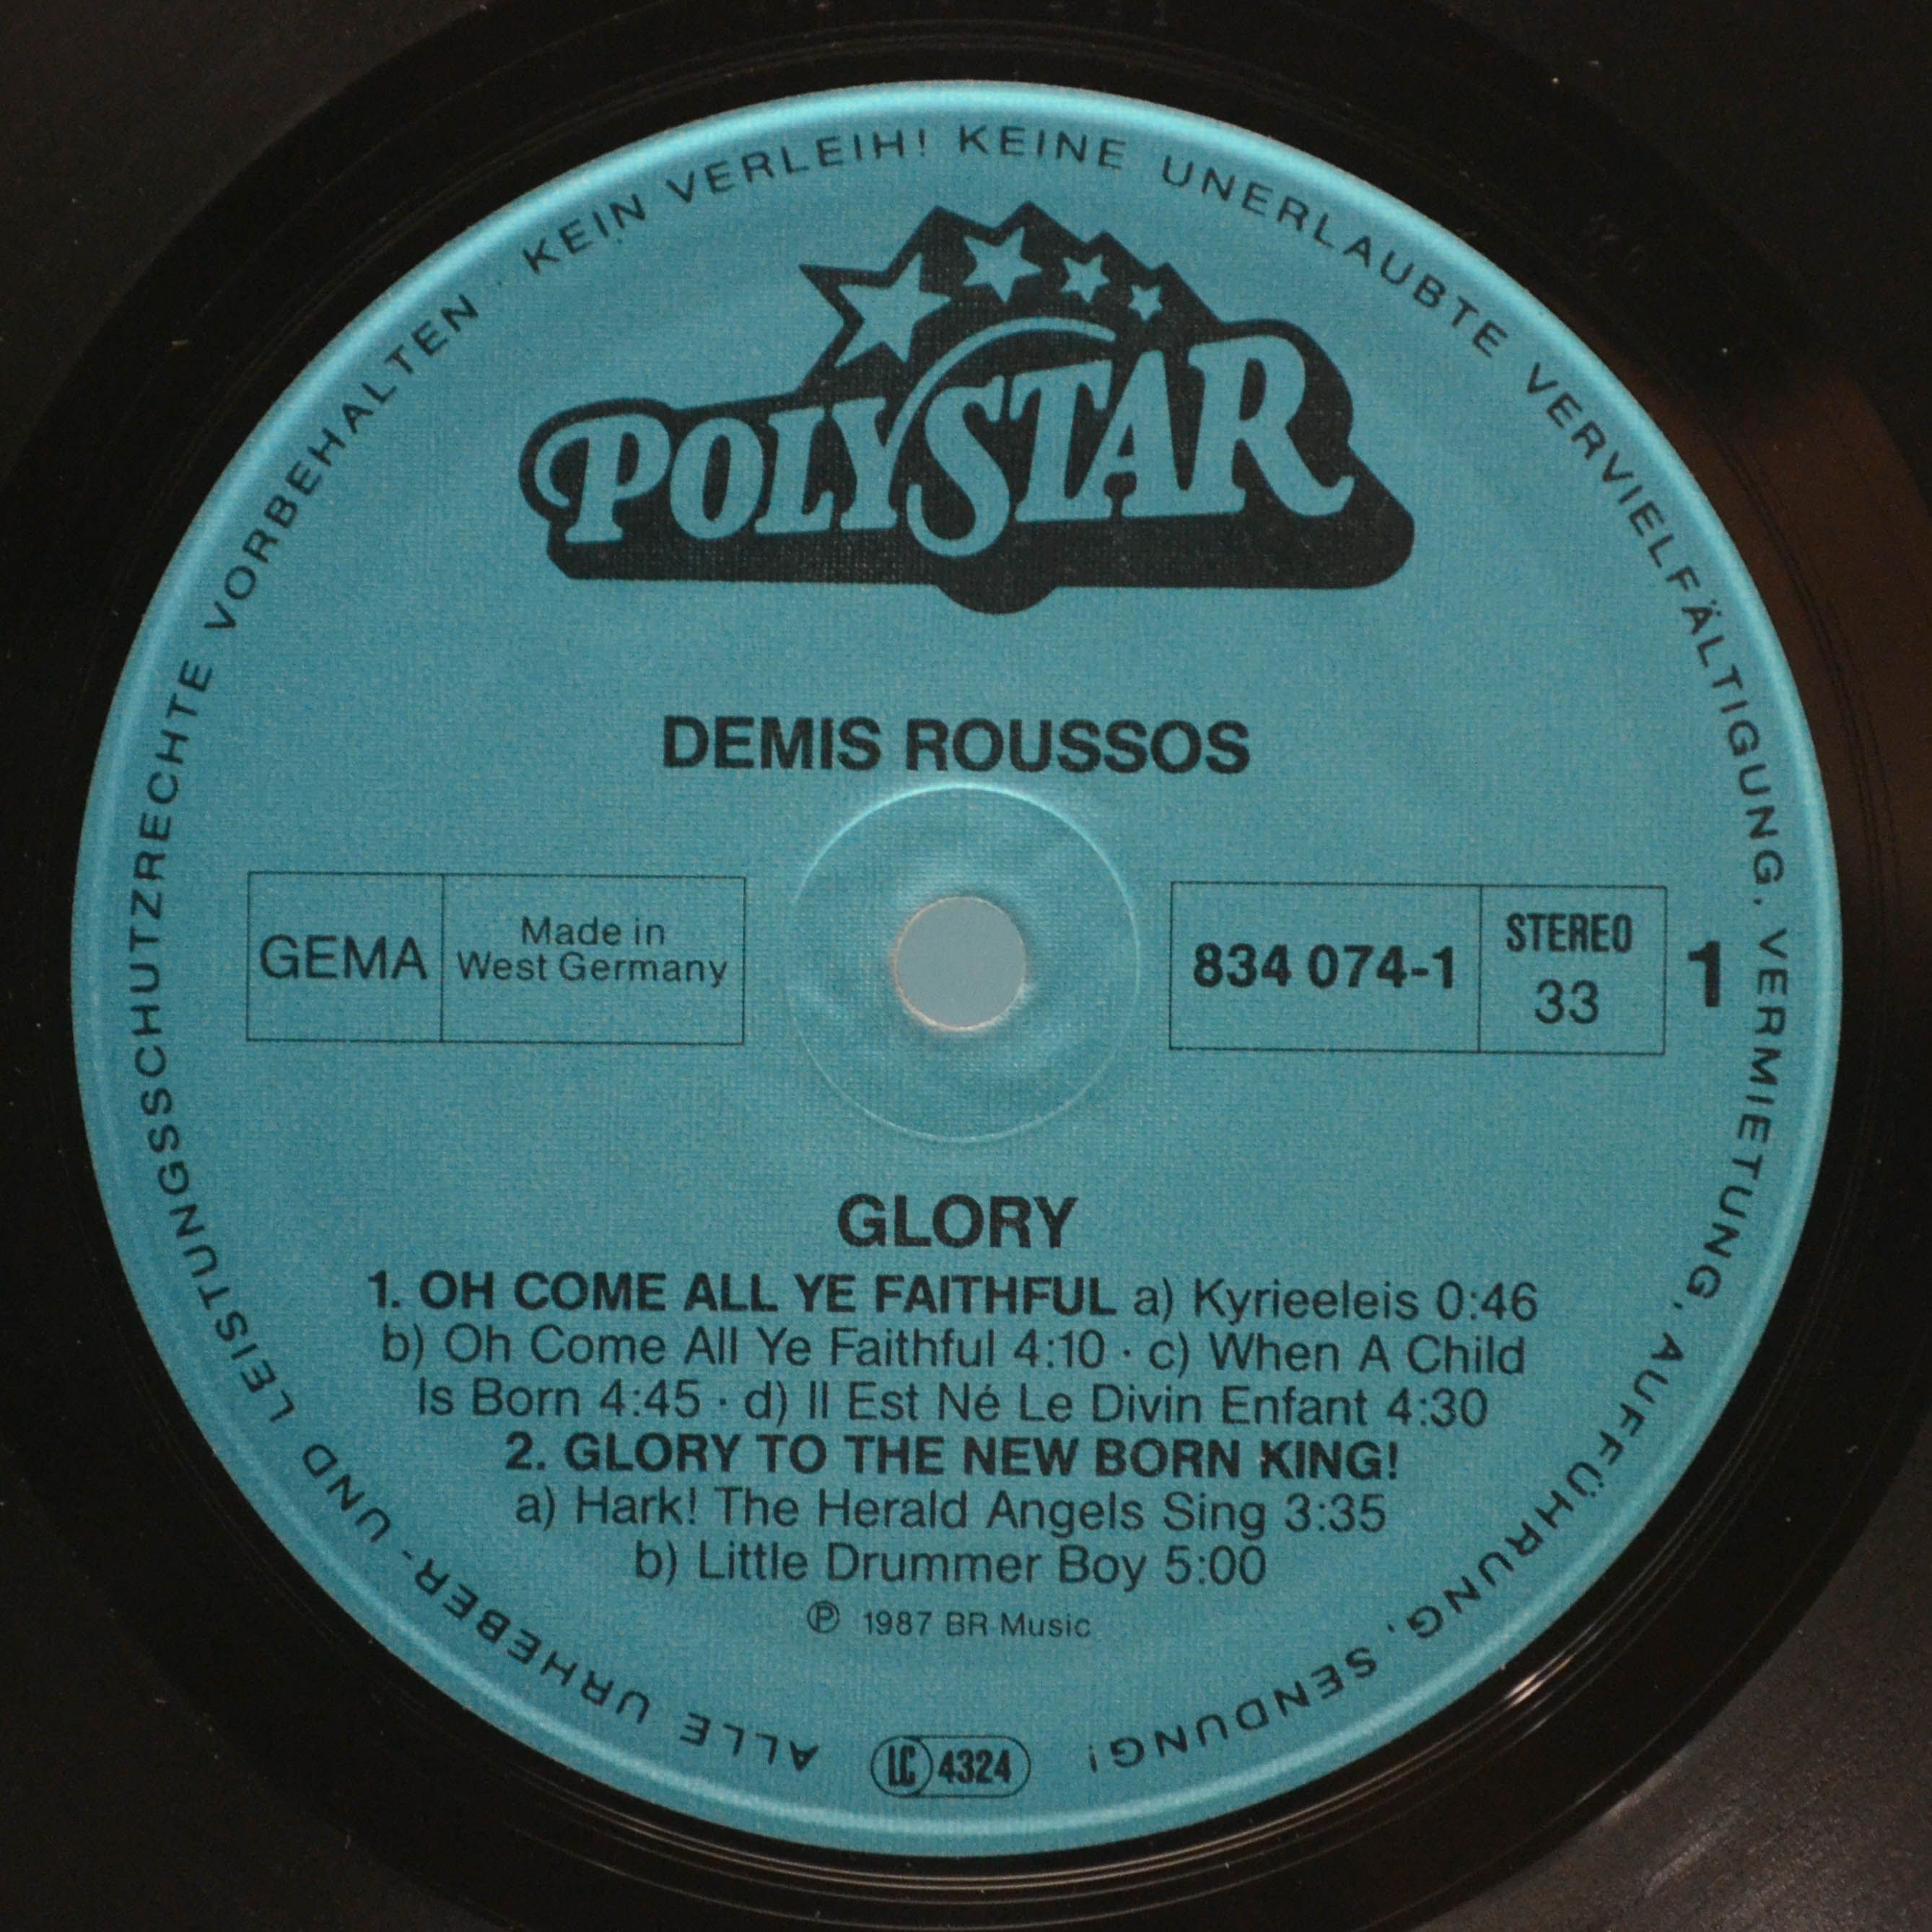 ALLE URHEBER- UND LEISTUNGSSCHUTZRECHTE VORBEHALTEN · KEIN VERLEIH! KEINE UNERLAUBTE VERVIELFÄLTIGUNG, VERMIETUNG, AUFFÜHRUNG, SENDUNG!
POLYSTAR
DEMIS ROUSSOS
GEMA
Made in
West Germany
834 074-1
STEREO
33
1
GLORY
1. OH COME ALL YE FAITHFUL a) Kyrieeleis 0:46
b) Oh Come All Ye Faithful 4:10 · c) When A Child
Is Born 4:45 · d) Il Est Né Le Divin Enfant 4:30
2. GLORY TO THE NEW BORN KING!
a) Hark! The Herald Angels Sing 3:35
b) Little Drummer Boy 5:00
℗ 1987 BR Music
LC 4324